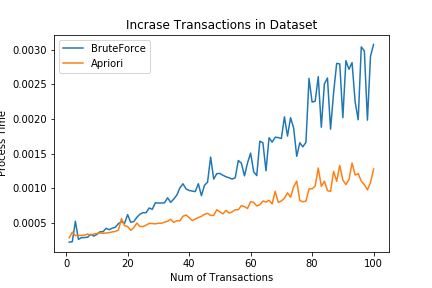 Incrase Transactions in Dataset
BruteForce
Apriori
0.0030
0.0025
0.0020
0.0015
0.0010
0.0005
Process Time
0 20 40 60 80 100
Num of Transactions